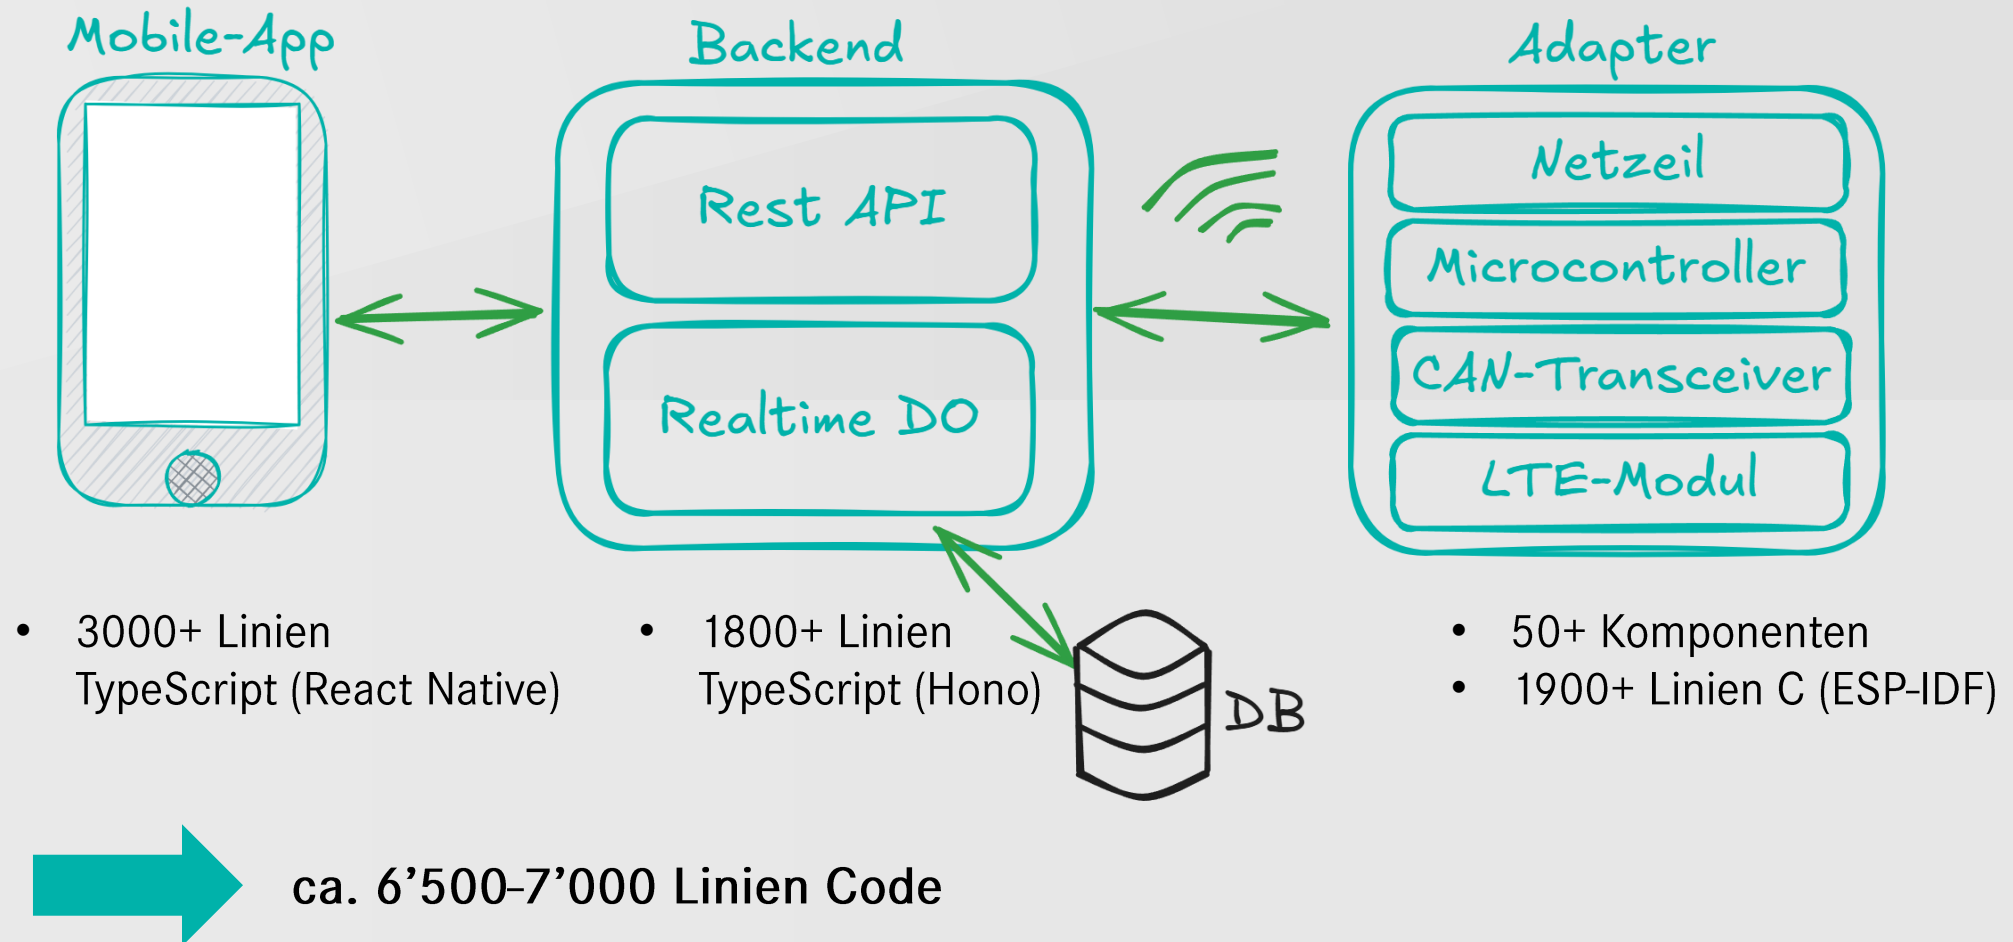 Mobile-App
Backend
Adapter
Rest API
Realtime DO
Netzeil
Microcontroller
CAN-Transceiver
LTE-Modul
• 3000+ Linien
TypeScript (React Native)
• 1800+ Linien
TypeScript (Hono)
DB
• 50+ Komponenten
• 1900+ Linien C (ESP-IDF)
ca. 6’500-7’000 Linien Code